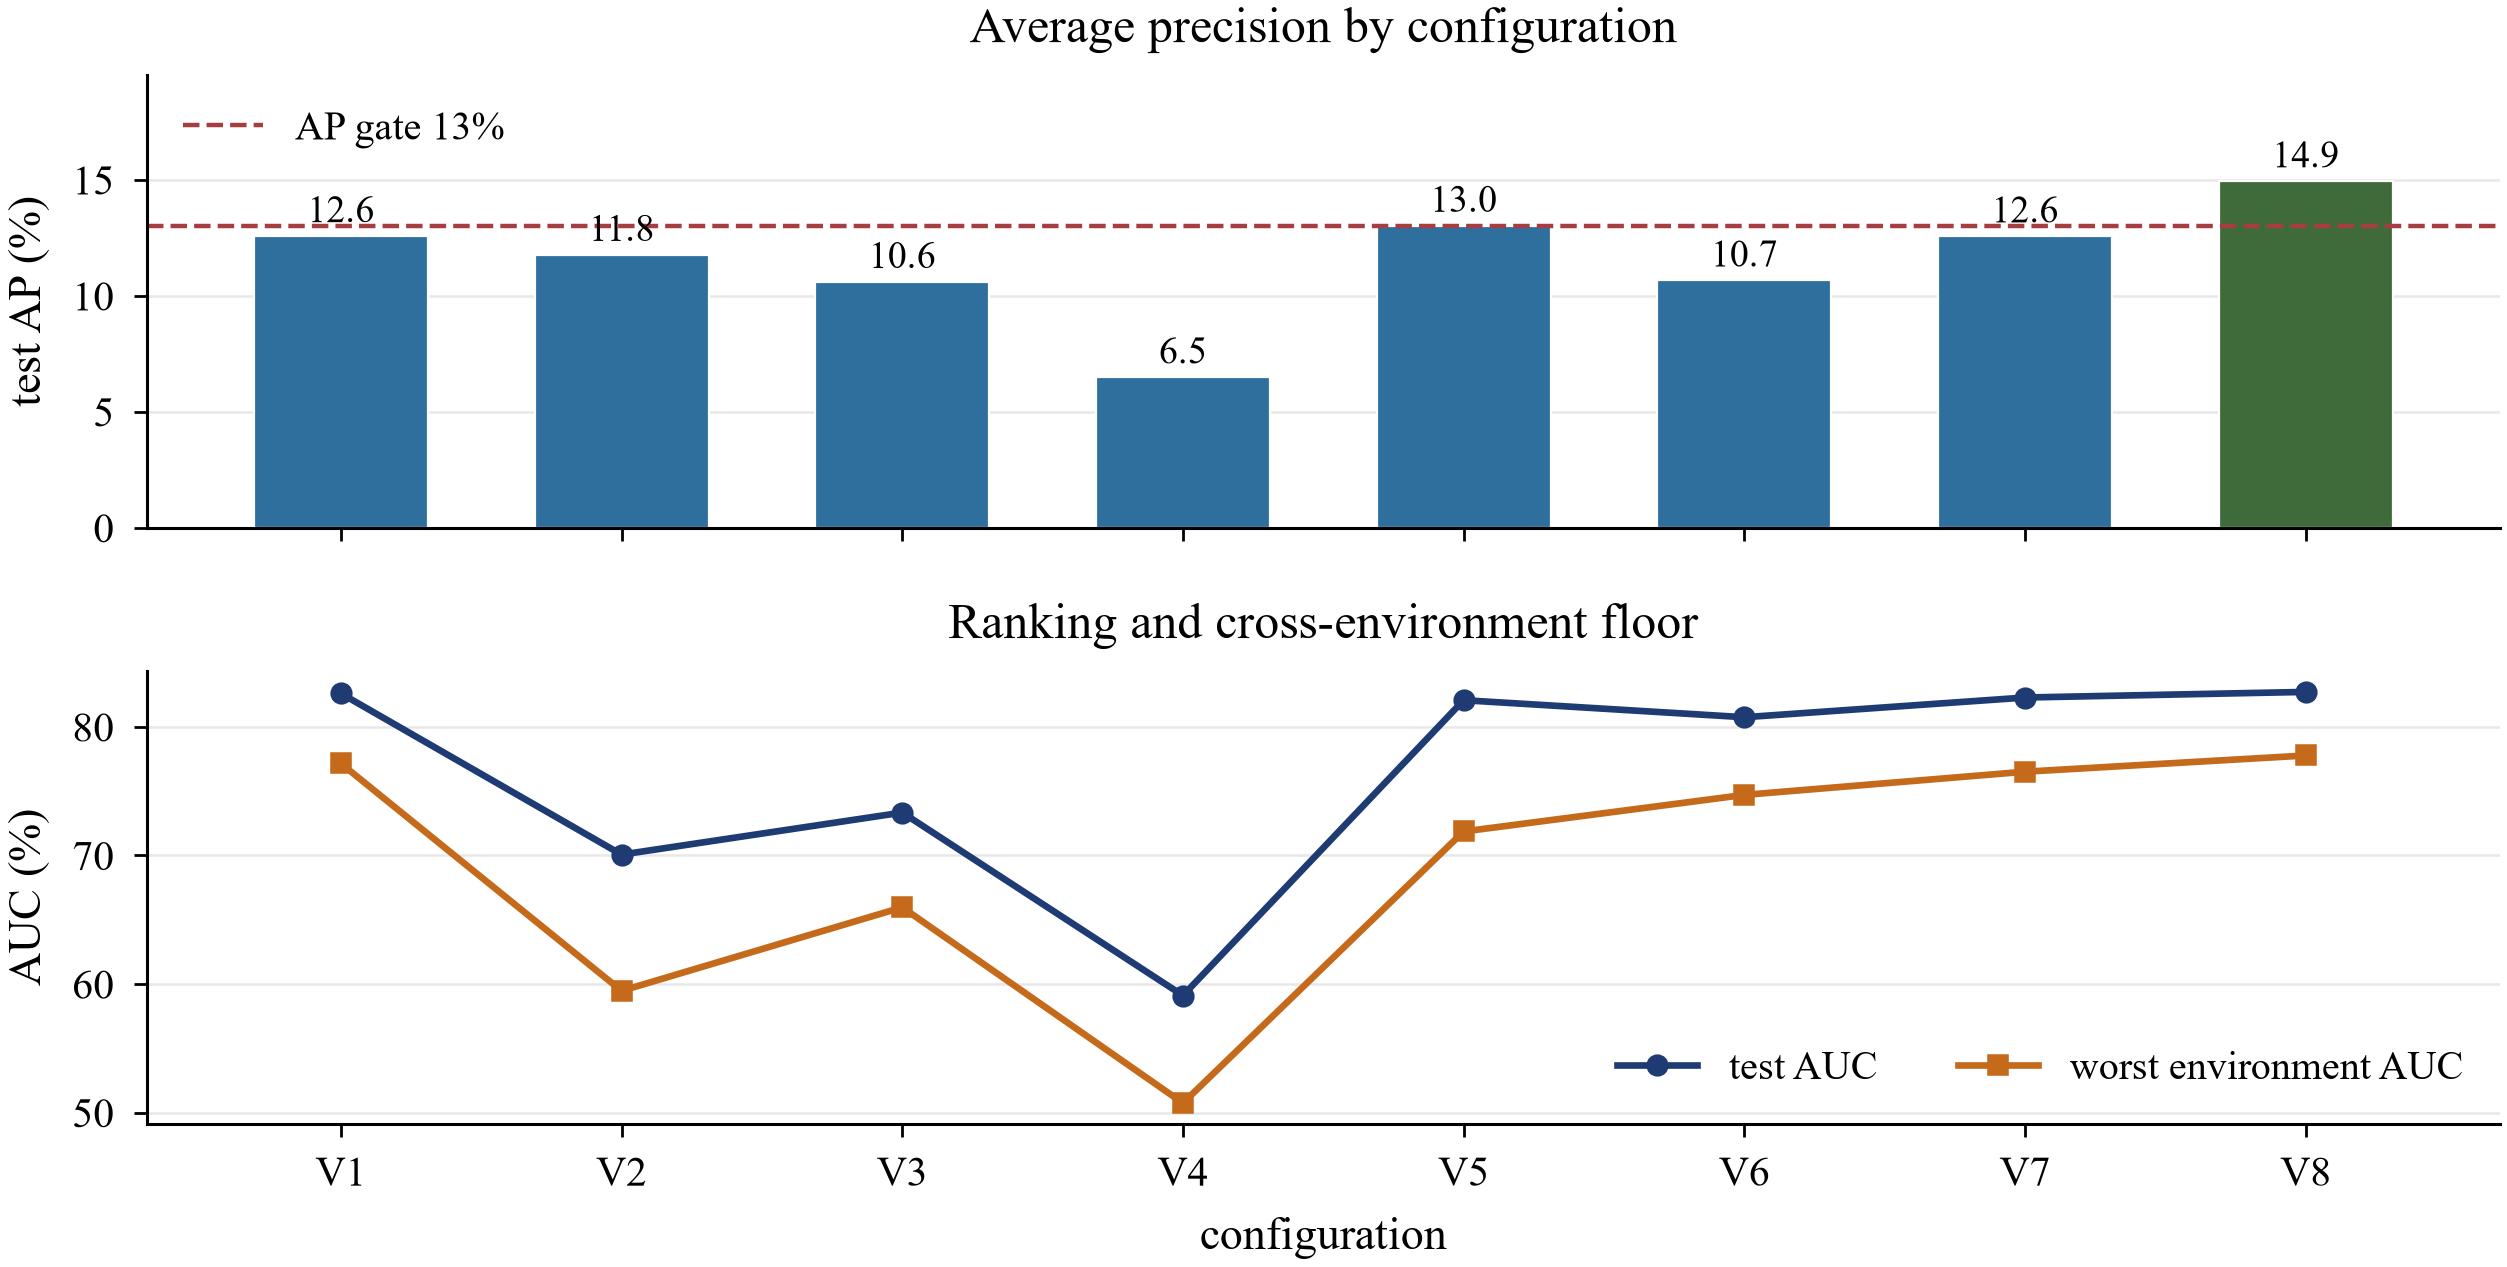 Average precision by configuration
AP gate 13%
test AP (%)
15
10
5
0
12.6
11.8
10.6
6.5
13.0
10.7
12.6
14.9
Ranking and cross-environment floor
AUC (%)
80
70
60
50
test AUC
worst environment AUC
V1 V2 V3 V4 V5 V6 V7 V8
configuration